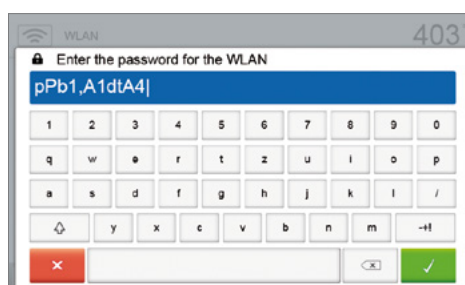 WLAN 403
Enter the password for the WLAN
pPb1,A1dtA4
1 2 3 4 5 6 7 8 9 0
q w e r t z u i o p
a s d f g h j k l /
y x c v b n m -+!